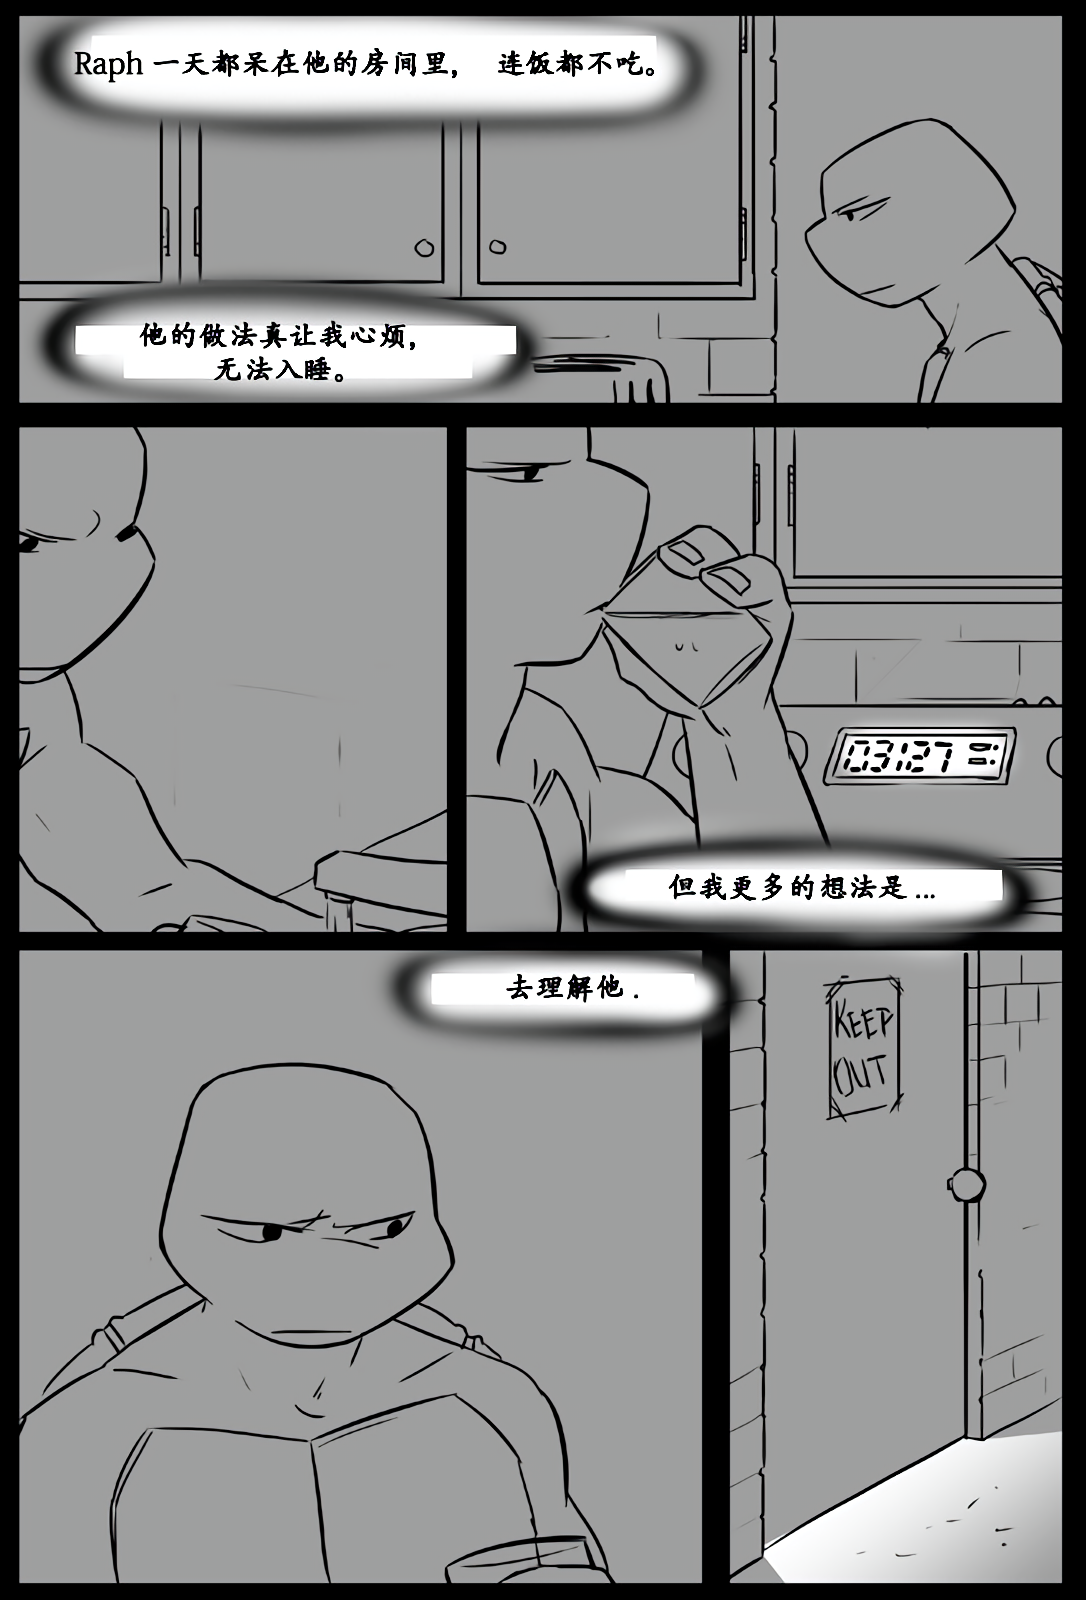 Raph 一天都呆在他的房间里, 连饭都不吃。
他的做法真让我心烦,
无法入睡。
03:27
但我更多的想法是 ...
去理解他 .
KEEP
OUT